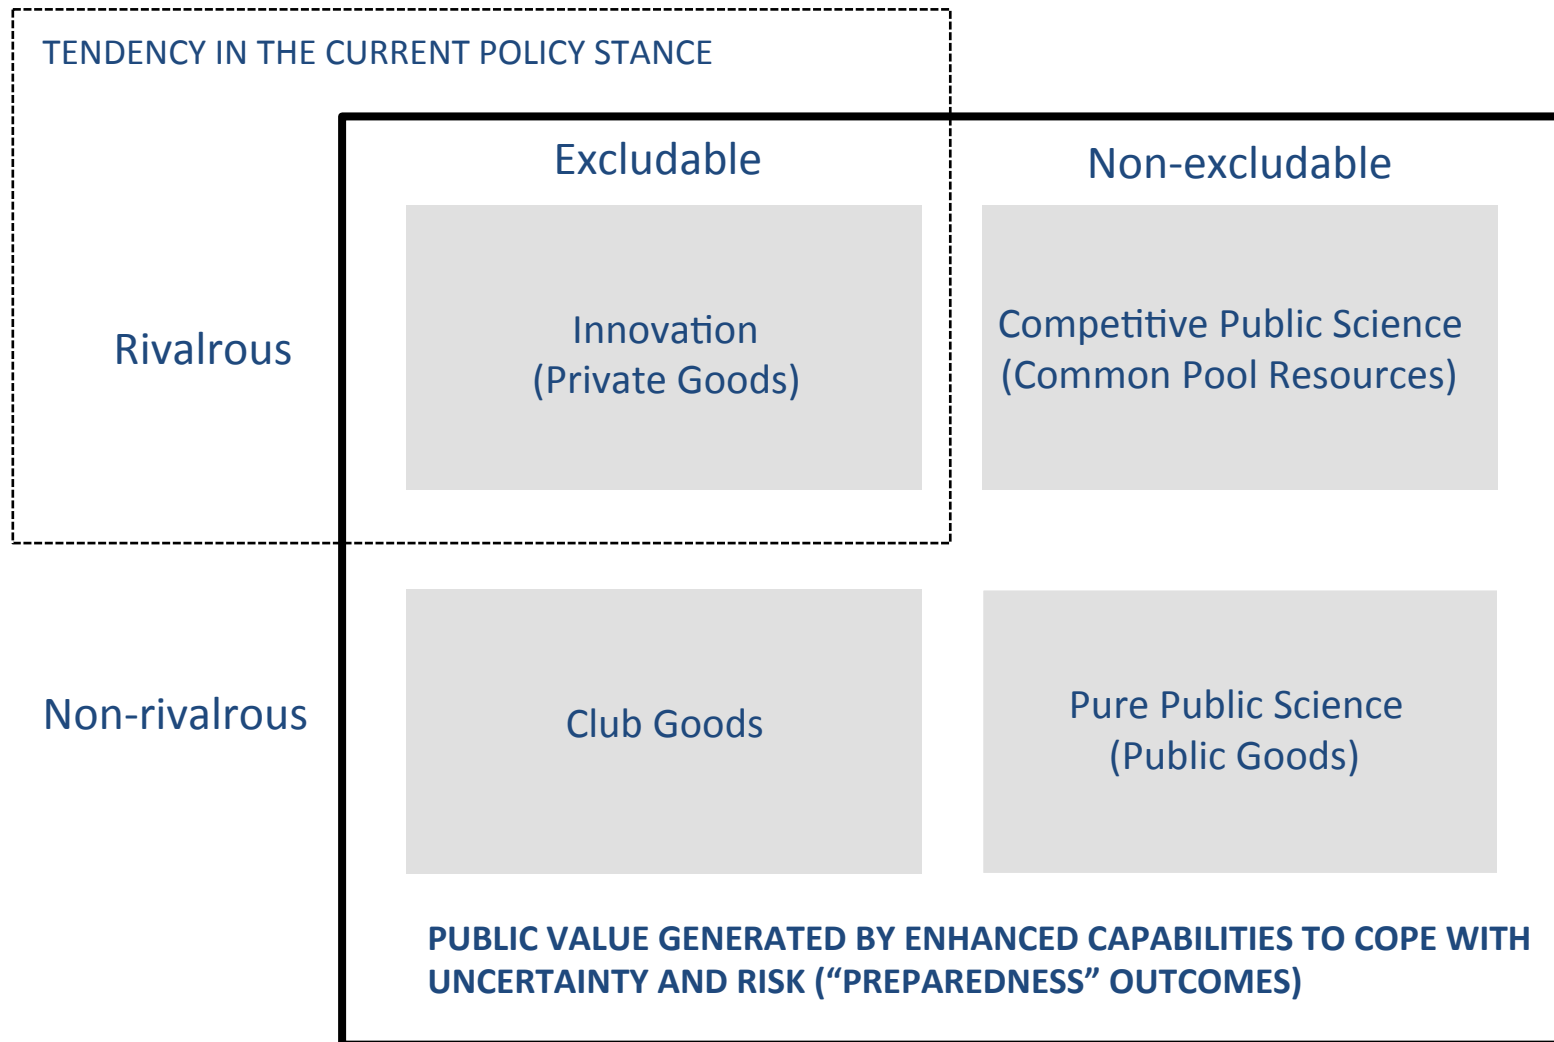 TENDENCY IN THE CURRENT POLICY STANCE
Excludable
Non-excludable
Rivalrous
Innovation
(Private Goods)
Competitive Public Science
(Common Pool Resources)
Non-rivalrous
Club Goods
Pure Public Science
(Public Goods)
PUBLIC VALUE GENERATED BY ENHANCED CAPABILITIES TO COPE WITH
UNCERTAINTY AND RISK (“PREPAREDNESS” OUTCOMES)